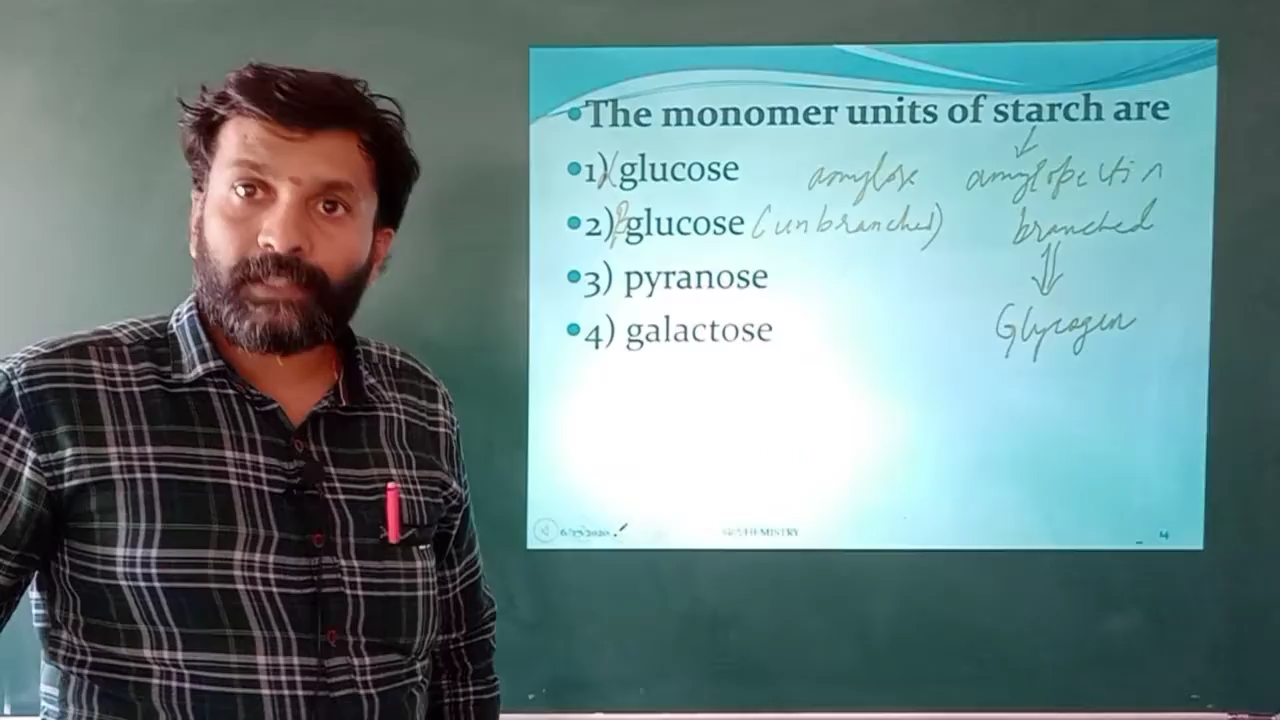 •The monomer units of starch are
•1) glucose amylose amylopectin
•2) β glucose (unbranched) branched
•3) pyranose
•4) galactose Glycogen
14